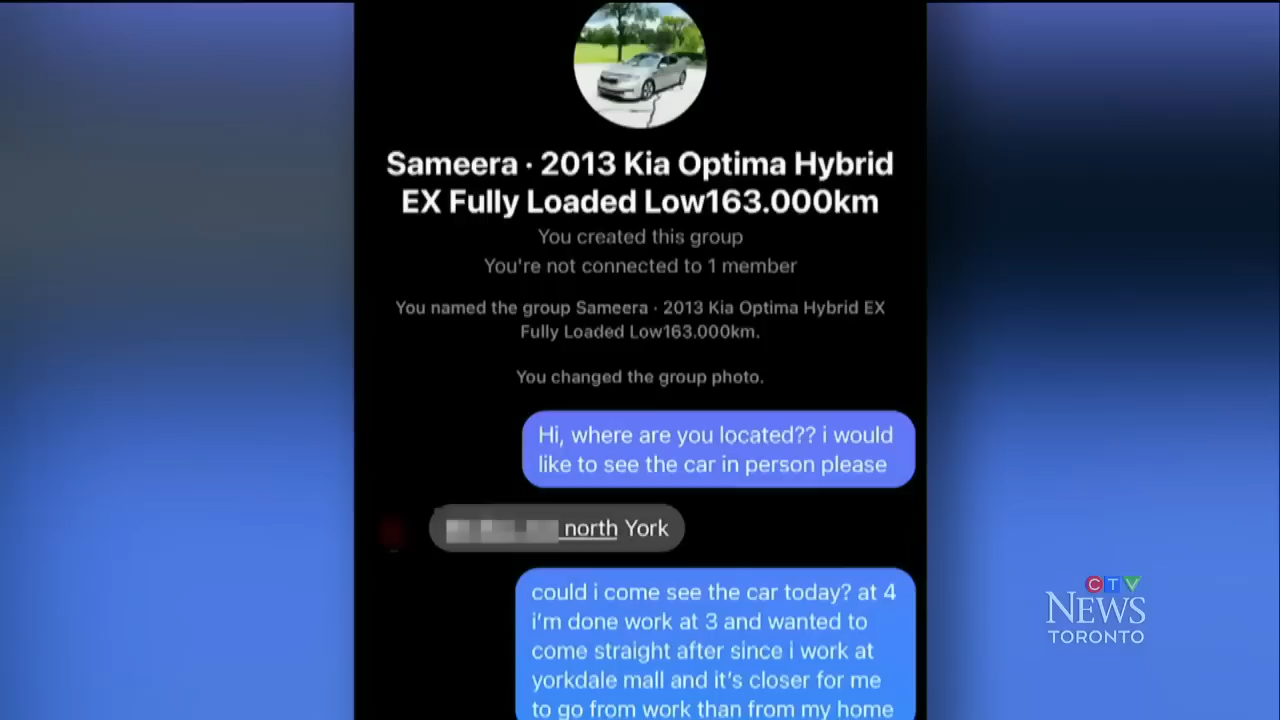 Sameera · 2013 Kia Optima Hybrid
EX Fully Loaded Low163.000km
You created this group
You're not connected to 1 member
You named the group Sameera · 2013 Kia Optima Hybrid EX
Fully Loaded Low163.000km.
You changed the group photo.
Hi, where are you located?? i would
like to see the car in person please
north York
could i come see the car today? at 4
i'm done work at 3 and wanted to
come straight after since i work at
yorkdale mall and it's closer for me
to go from work than from my home
CTV
NEWS
TORONTO